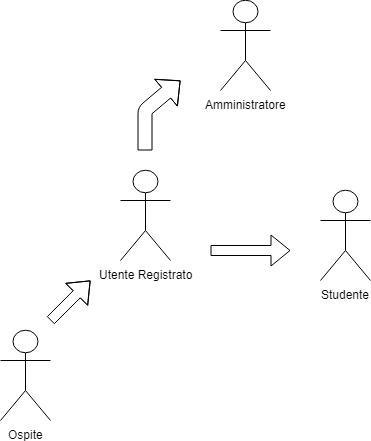 Amministratore
Utente Registrato
Studente
Ospite